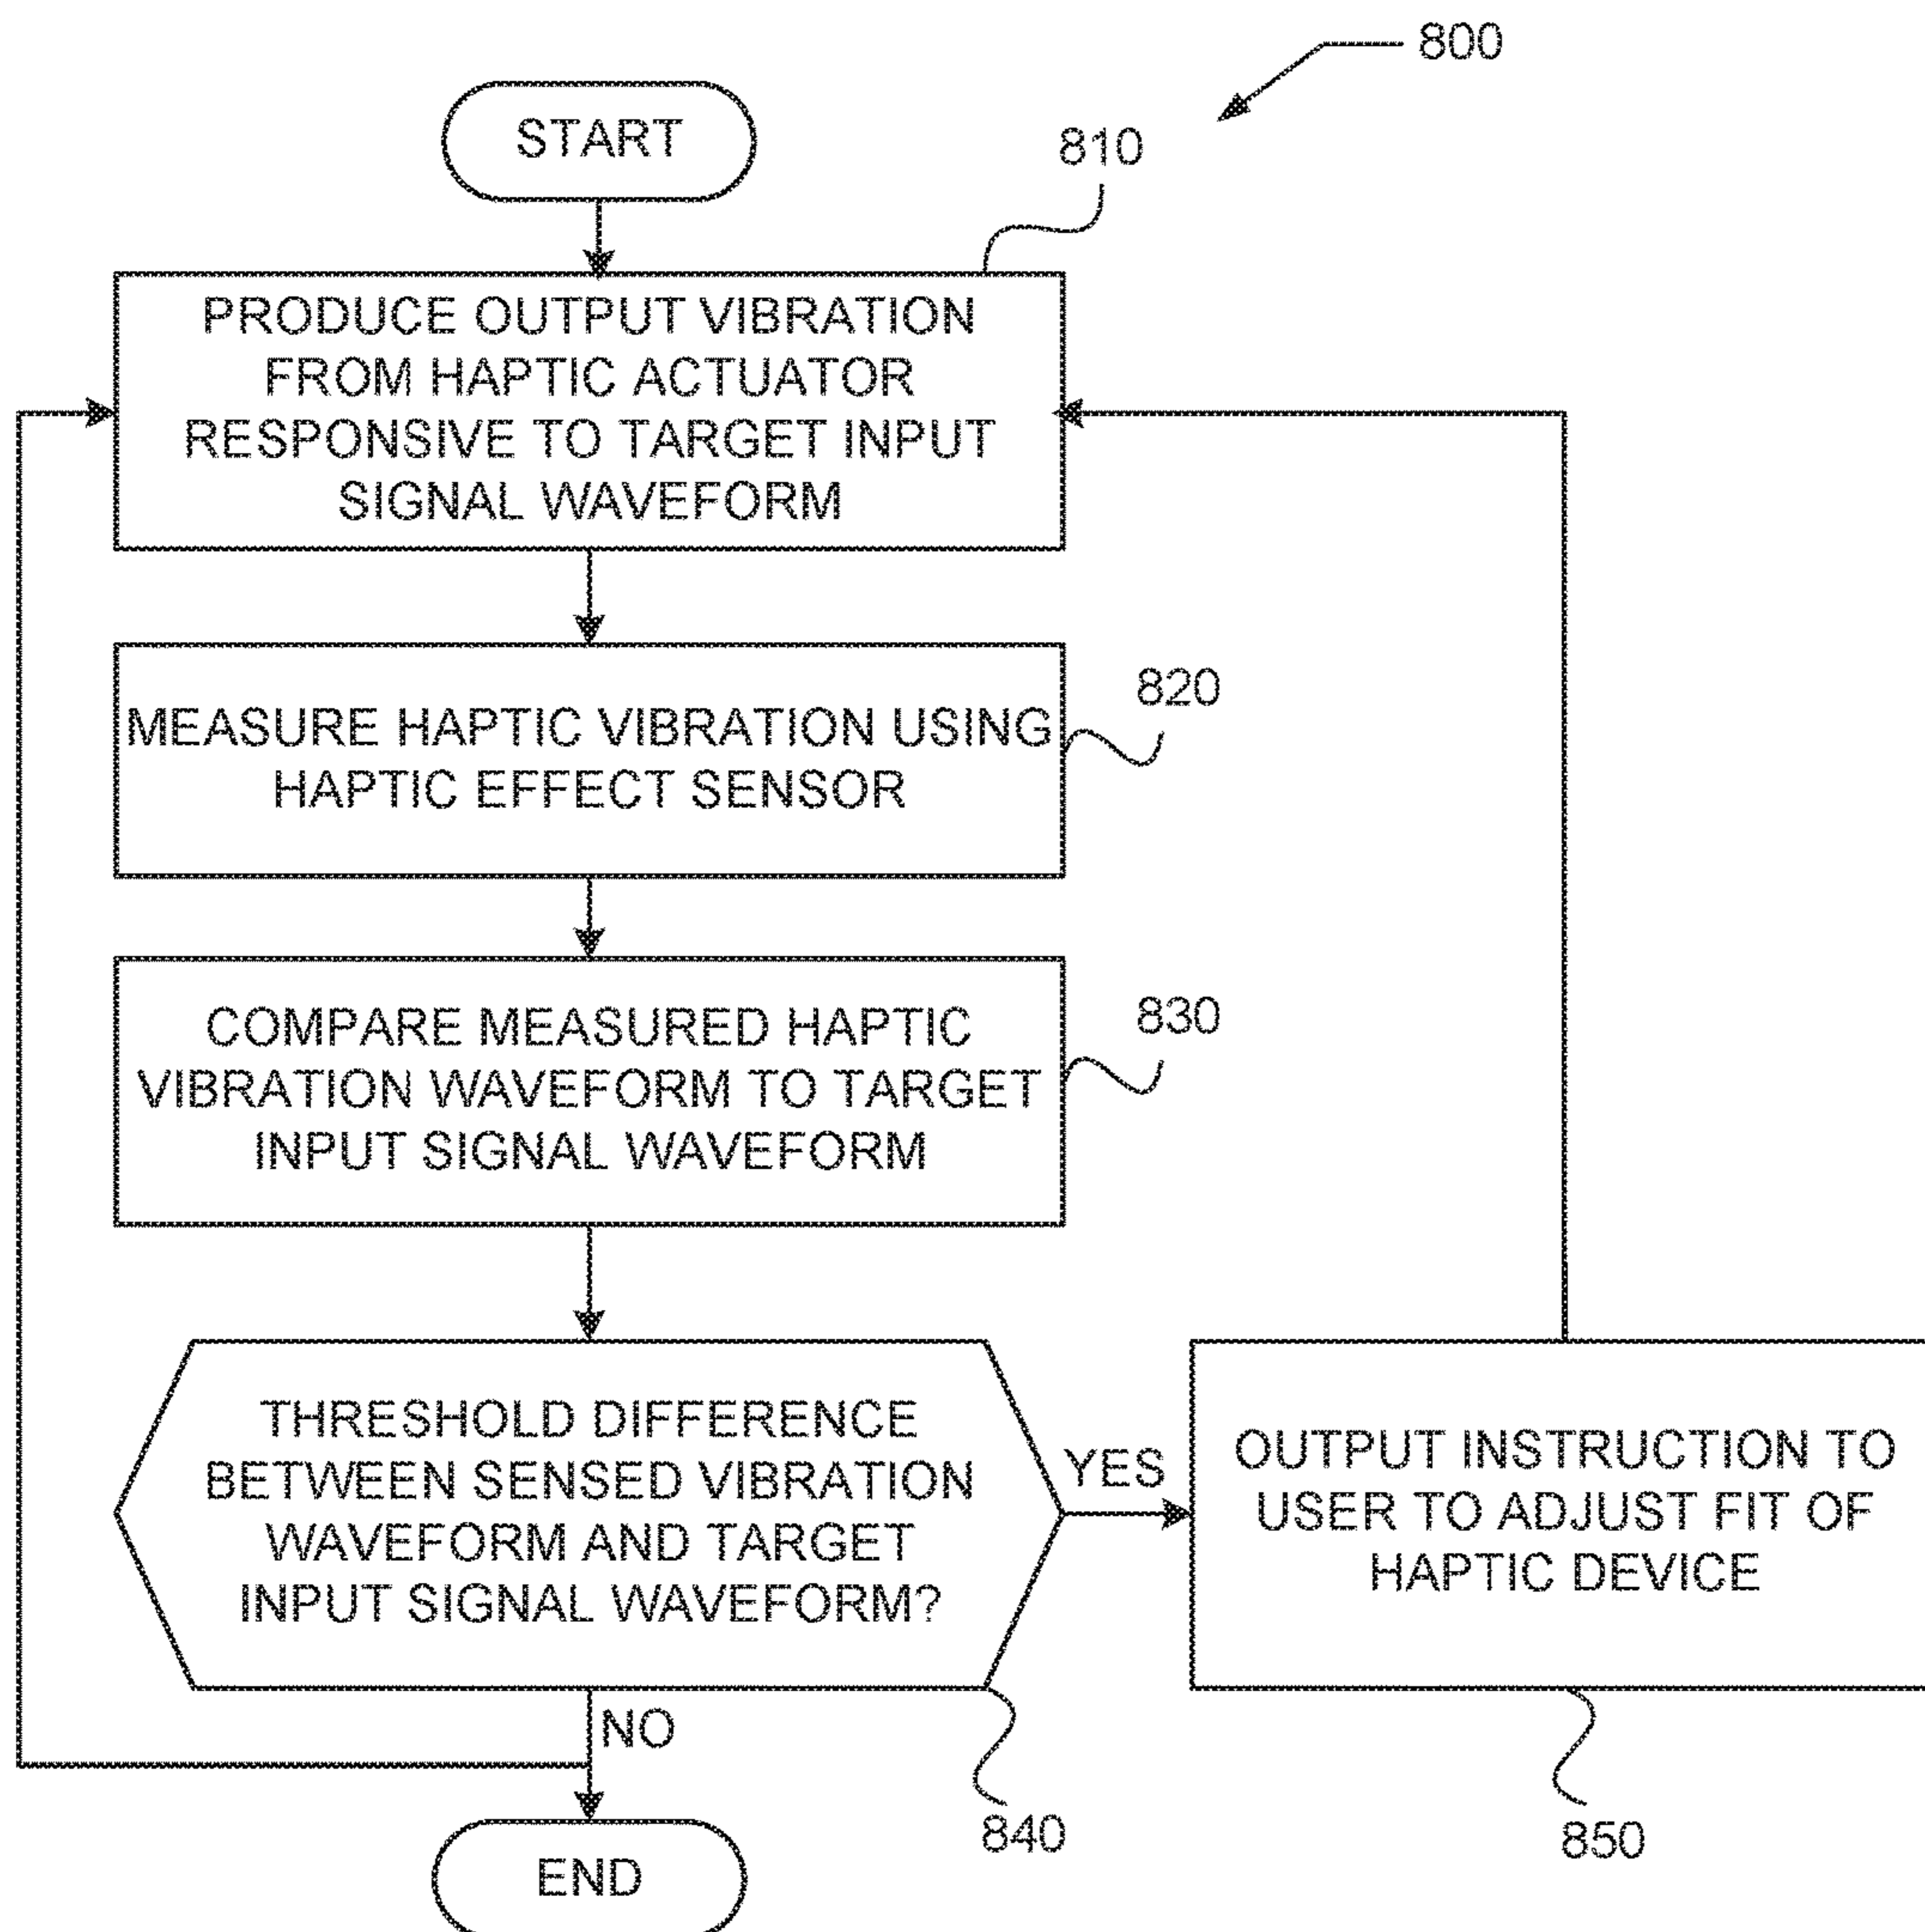 800
START
810
PRODUCE OUTPUT VIBRATION
FROM HAPTIC ACTUATOR
RESPONSIVE TO TARGET INPUT
SIGNAL WAVEFORM
820
MEASURE HAPTIC VIBRATION USING
HAPTIC EFFECT SENSOR
830
COMPARE MEASURED HAPTIC
VIBRATION WAVEFORM TO TARGET
INPUT SIGNAL WAVEFORM
THRESHOLD DIFFERENCE
BETWEEN SENSED VIBRATION
WAVEFORM AND TARGET
INPUT SIGNAL WAVEFORM?
YES
OUTPUT INSTRUCTION TO
USER TO ADJUST FIT OF
HAPTIC DEVICE
NO
840
850
END